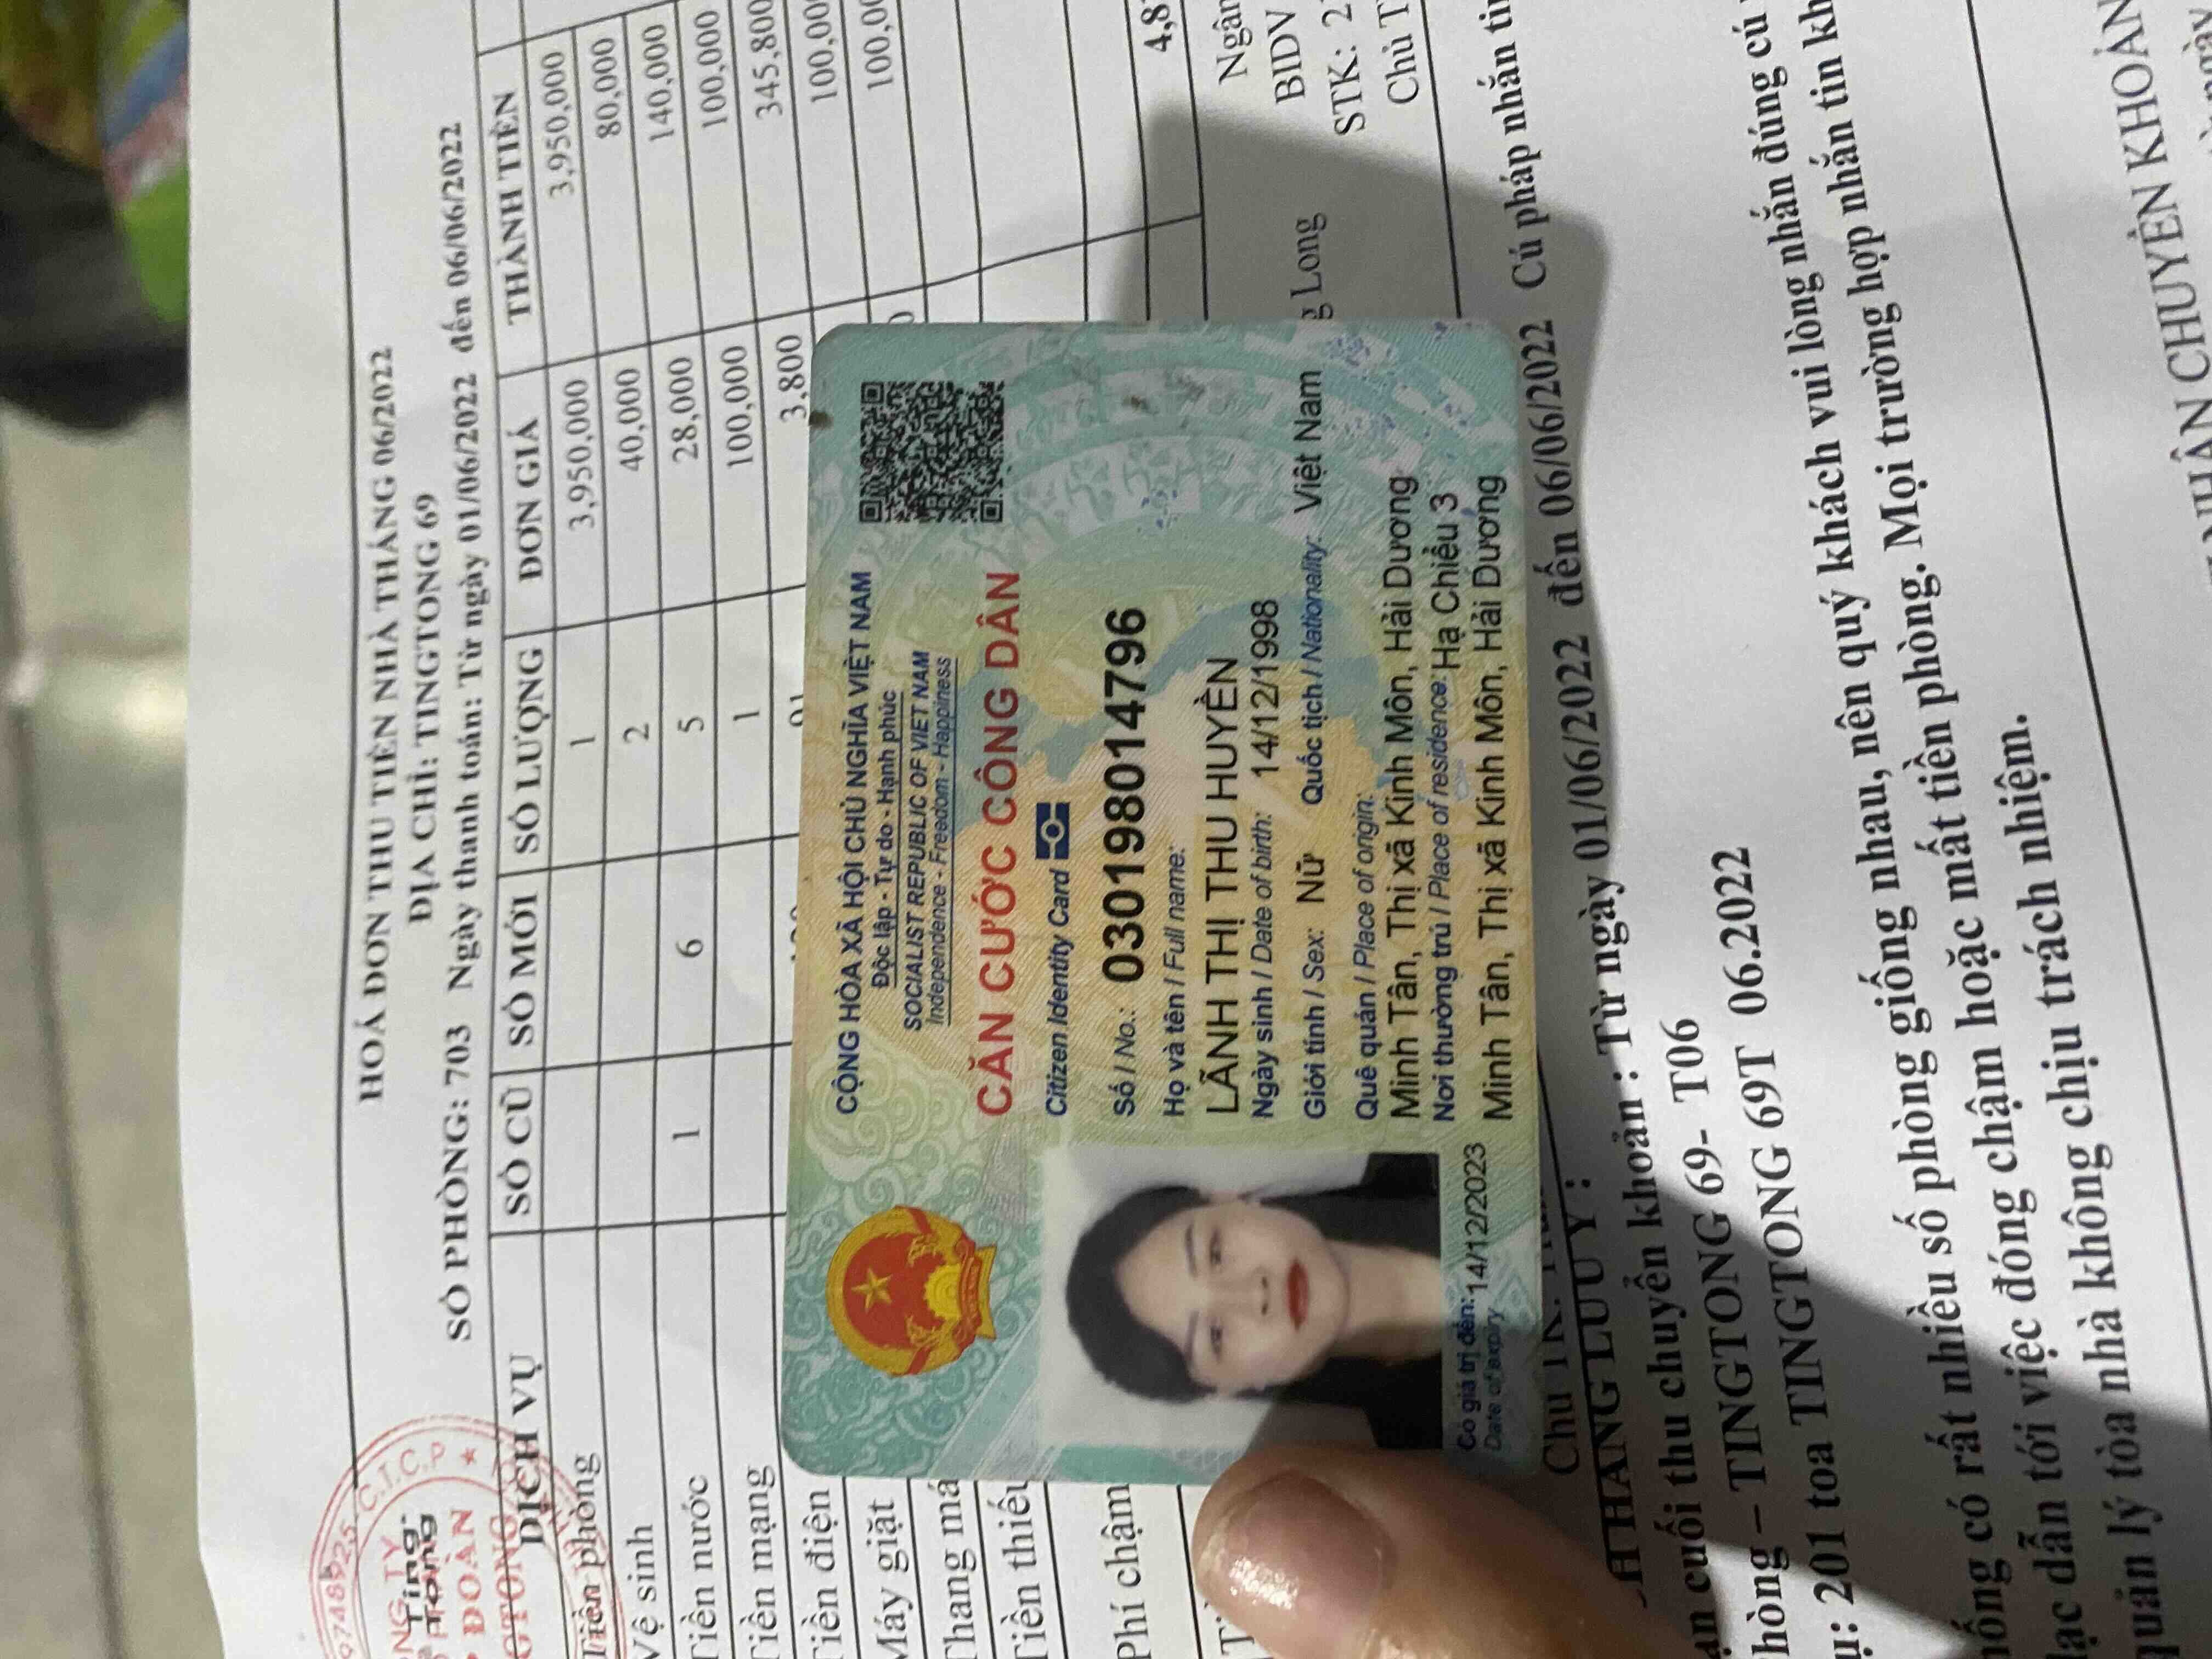 HOÁ ĐƠN THU TIỀN NHÀ THÁNG 06/2022
ĐỊA CHỈ: TINGTONG 69
SỐ PHÒNG: 703 Ngày thanh toán: Từ ngày 01/06/2022 đến 06/06/2022
DỊCH VỤ SỐ CŨ SỐ MỚI SỐ LƯỢNG ĐƠN GIÁ THÀNH TIỀN
Tiền phòng 1 3,950,000 3,950,000
Vệ sinh 2 40,000 80,000
Tiền nước 1 6 5 28,000 140,000
Tiền mạng 1 100,000 100,000
Tiền điện 3,800 345,800
Máy giặt 100,00
Thang má 100,00
Tiền thiếu
Phí chậm
4,8
Ngân
BIDV
STK: 2
Chủ T
g Long
CỘNG HÒA XÃ HỘI CHỦ NGHĨA VIỆT NAM
Độc lập - Tự do - Hạnh phúc
SOCIALIST REPUBLIC OF VIET NAM
Independence - Freedom - Happiness
CĂN CƯỚC CÔNG DÂN
Citizen Identity Card
Số / No.: 030198014796
Họ và tên / Full name:
LÃNH THỊ THU HUYỀN
Ngày sinh / Date of birth: 14/12/1998
Giới tính / Sex: Nữ Quốc tịch / Nationality: Việt Nam
Quê quán / Place of origin:
Minh Tân, Thị xã Kinh Môn, Hải Dương
Nơi thường trú / Place of residence: Hạ Chiểu 3
Minh Tân, Thị xã Kinh Môn, Hải Dương
Có giá trị đến: 14/12/2023
Date of expiry
LƯU Ý :
chuyển khoản : Từ ngày 01/06/2022 đến 06/06/2022 Cú pháp nhắn tin
cuối thu TINGTONG 69- T06
hòng – TINGTONG 69T 06.2022
ụ: 201 toa TINGTONG 69T 06.2022
có rất nhiều số phòng giống nhau, nên quý khách vui lòng nhắn đúng cú
lạc dẫn tới việc đóng chậm hoặc mất tiền phòng. Mọi trường hợp nhắn tin kh
quản lý tòa nhà không chịu trách nhiệm.
NHẬN CHUYỂN KHOẢN